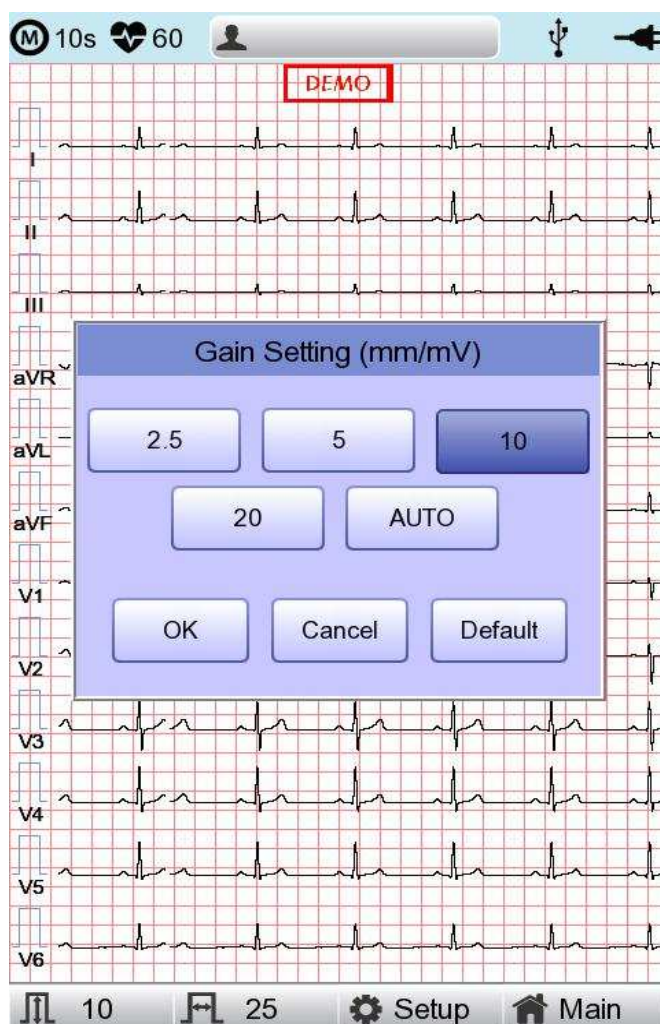 M 10s 60
DEMO
I
II
III
Gain Setting (mm/mV)
aVR
2.5 5 10
aVL
20 AUTO
aVF
V1
OK Cancel Default
V2
V3
V4
V5
V6
10 25 Setup Main